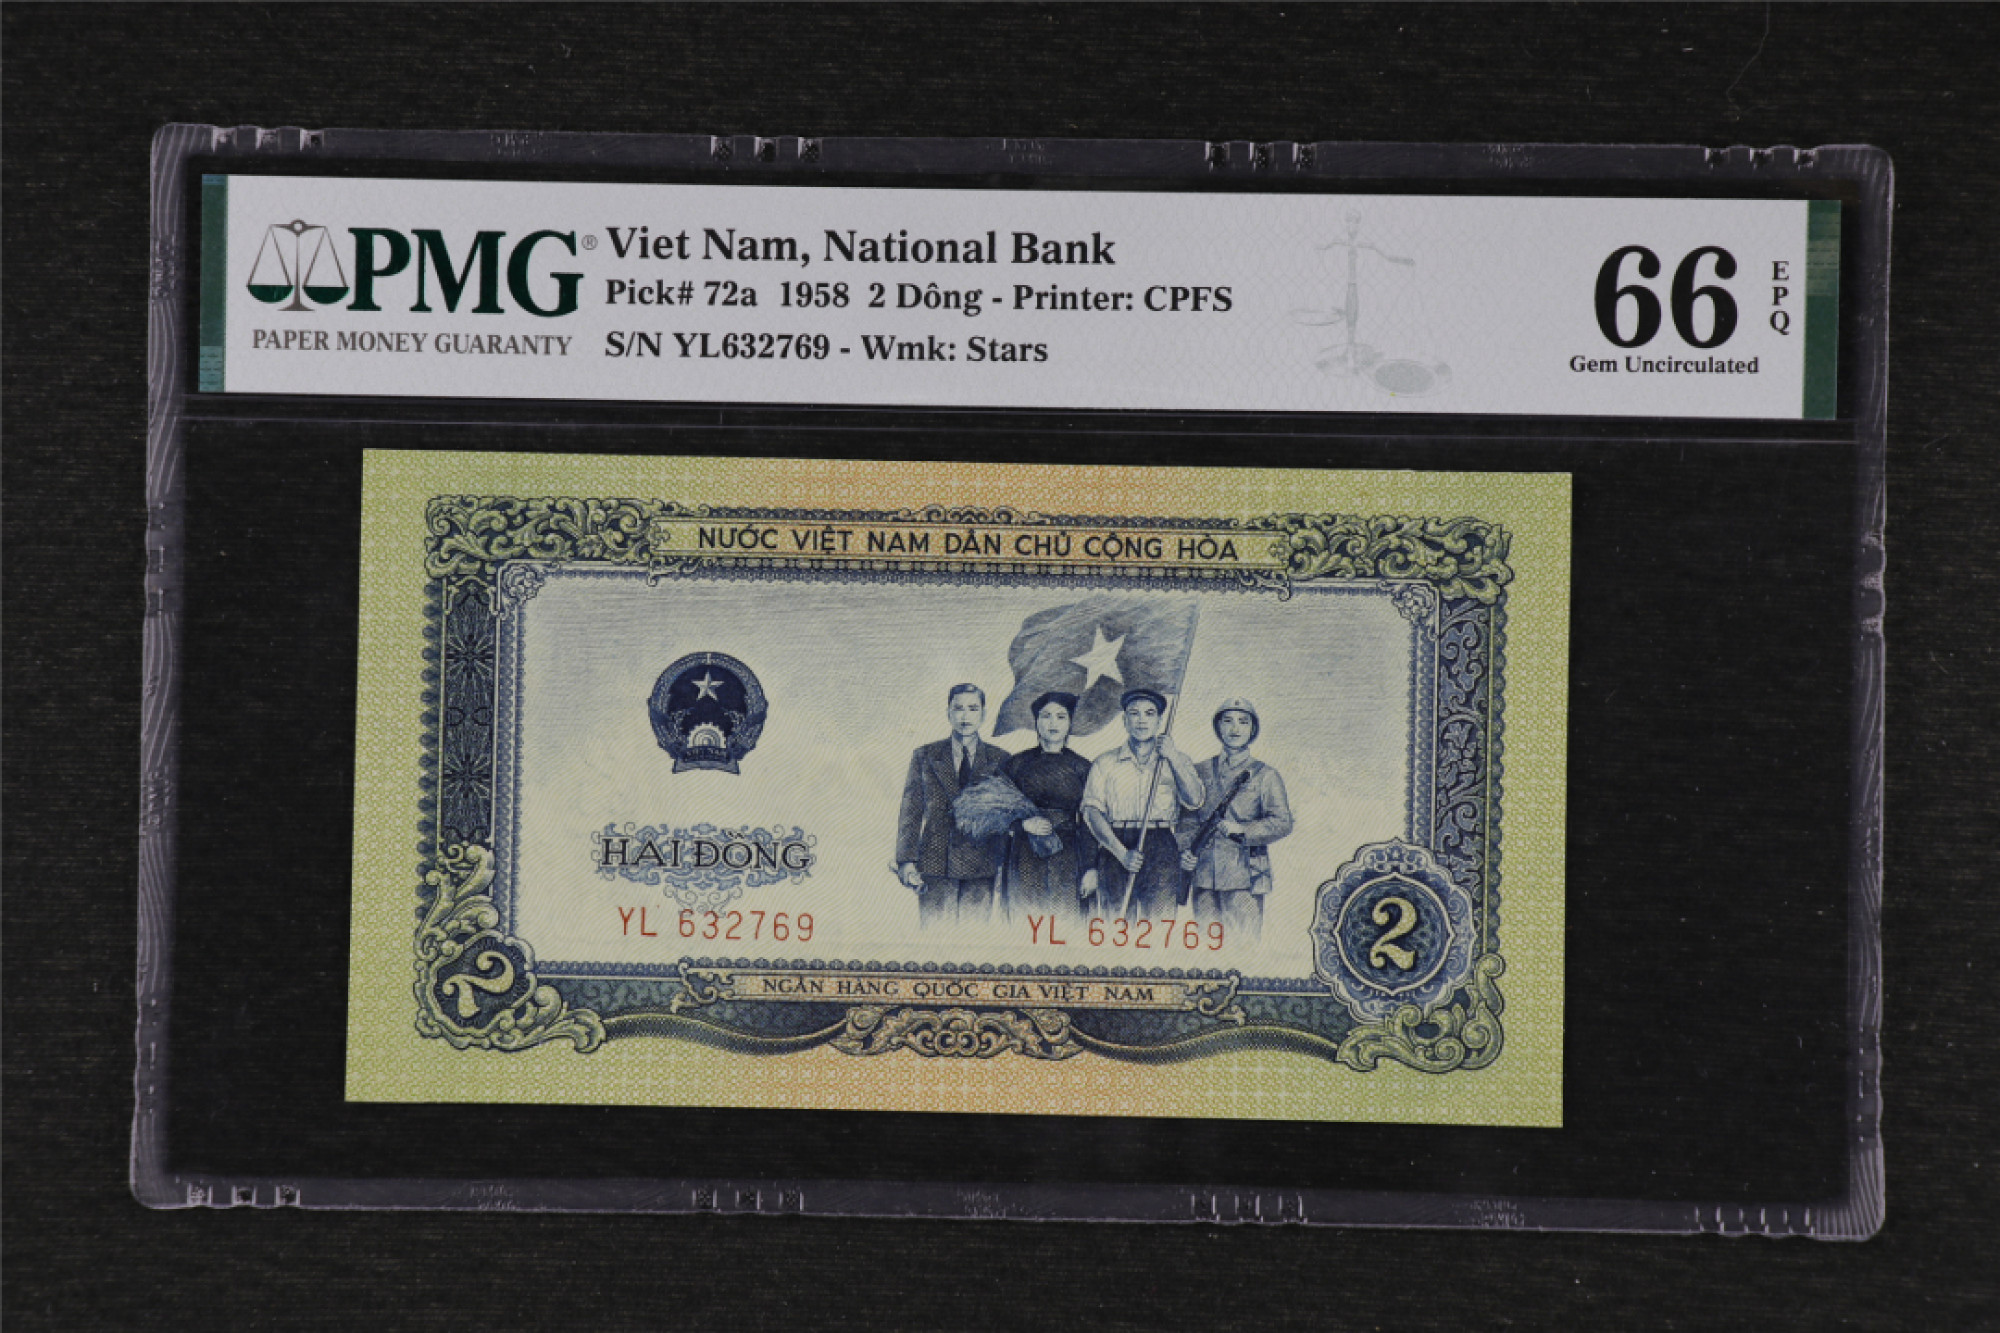 PMG®
PAPER MONEY GUARANTY
Viet Nam, National Bank
Pick# 72a 1958 2 Dông - Printer: CPFS
S/N YL632769 - Wmk: Stars
66
EPQ
Gem Uncirculated
NƯỚC VIỆT NAM DÂN CHỦ CỘNG HÒA
HAI ĐỒNG
YL 632769
YL 632769
2
2
NGÂN HÀNG QUỐC GIA VIỆT NAM